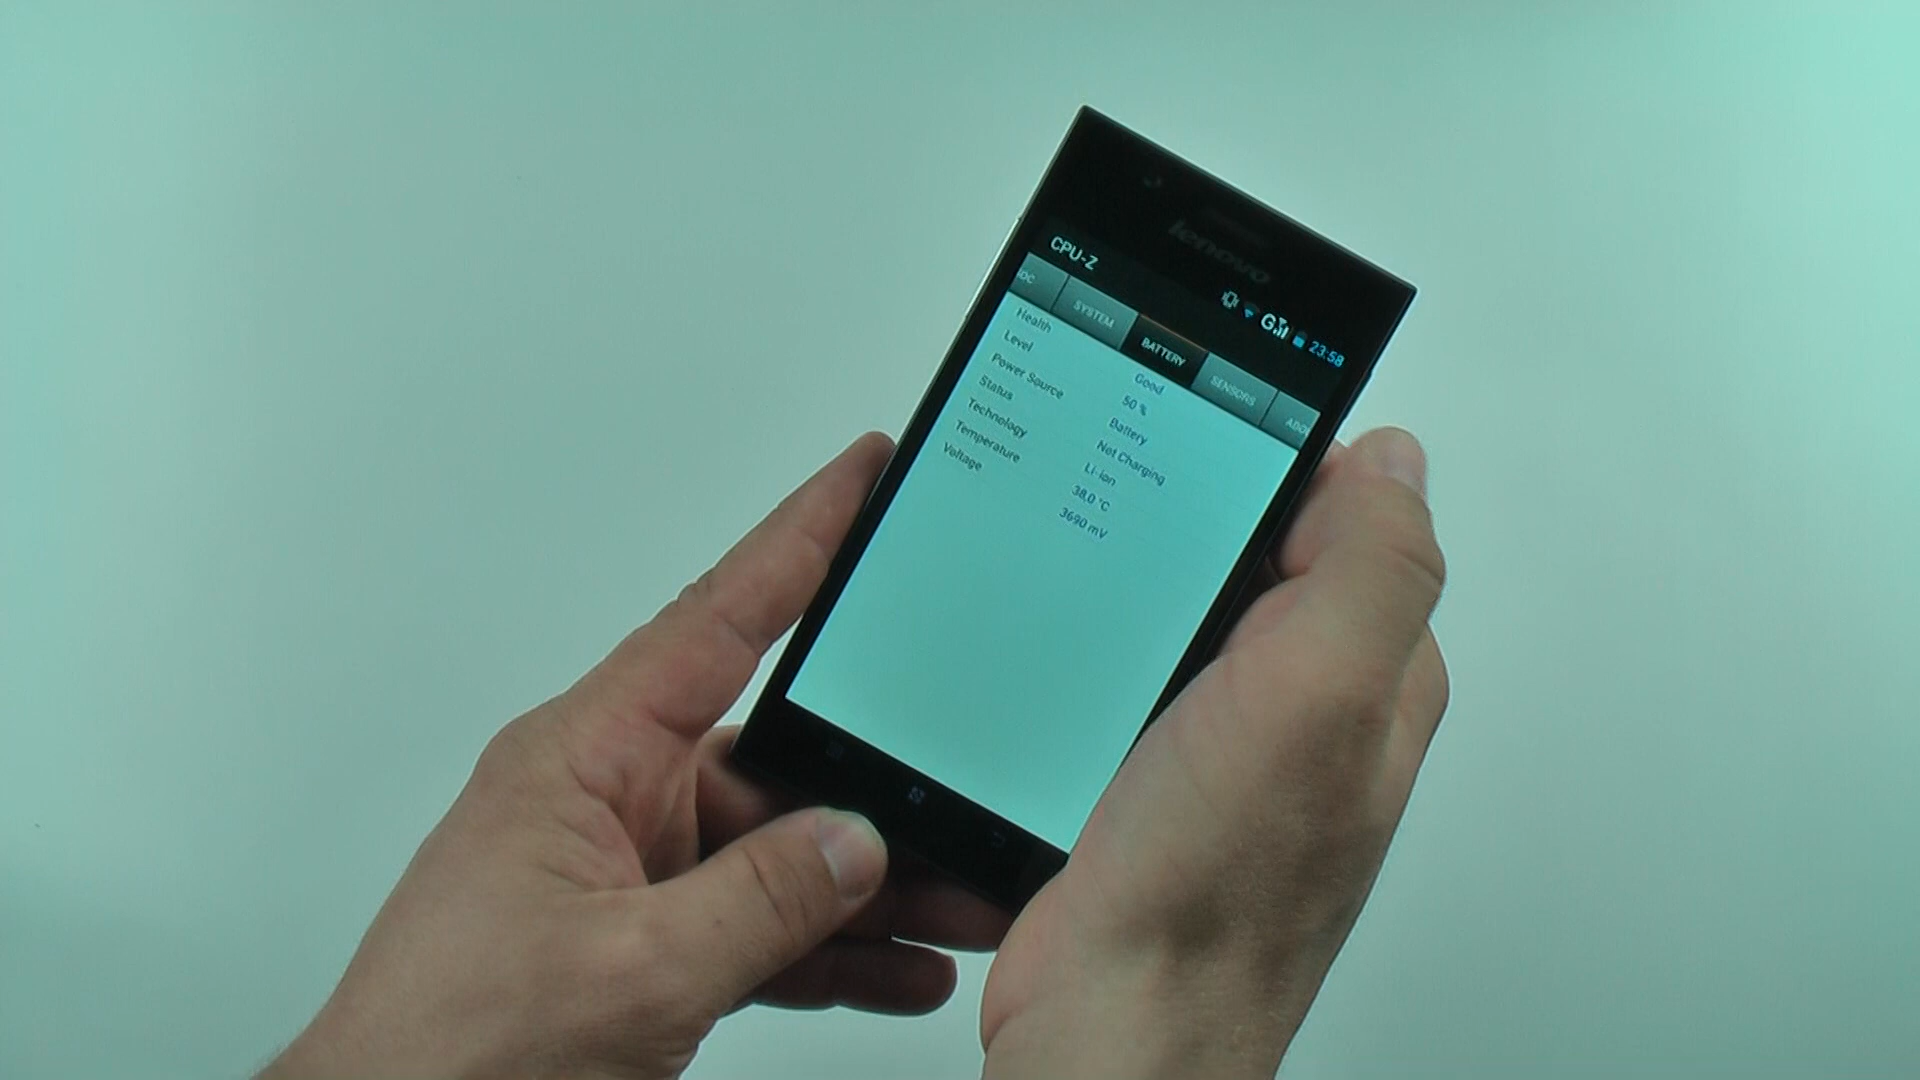 lenovo
CPU-Z
23:58
SYSTEM
BATTERY
SENSORS
Health Good
Level 50 %
Power Source Battery
Status Not Charging
Technology Li-ion
Temperature 38,0 °C
Voltage 3690 mV